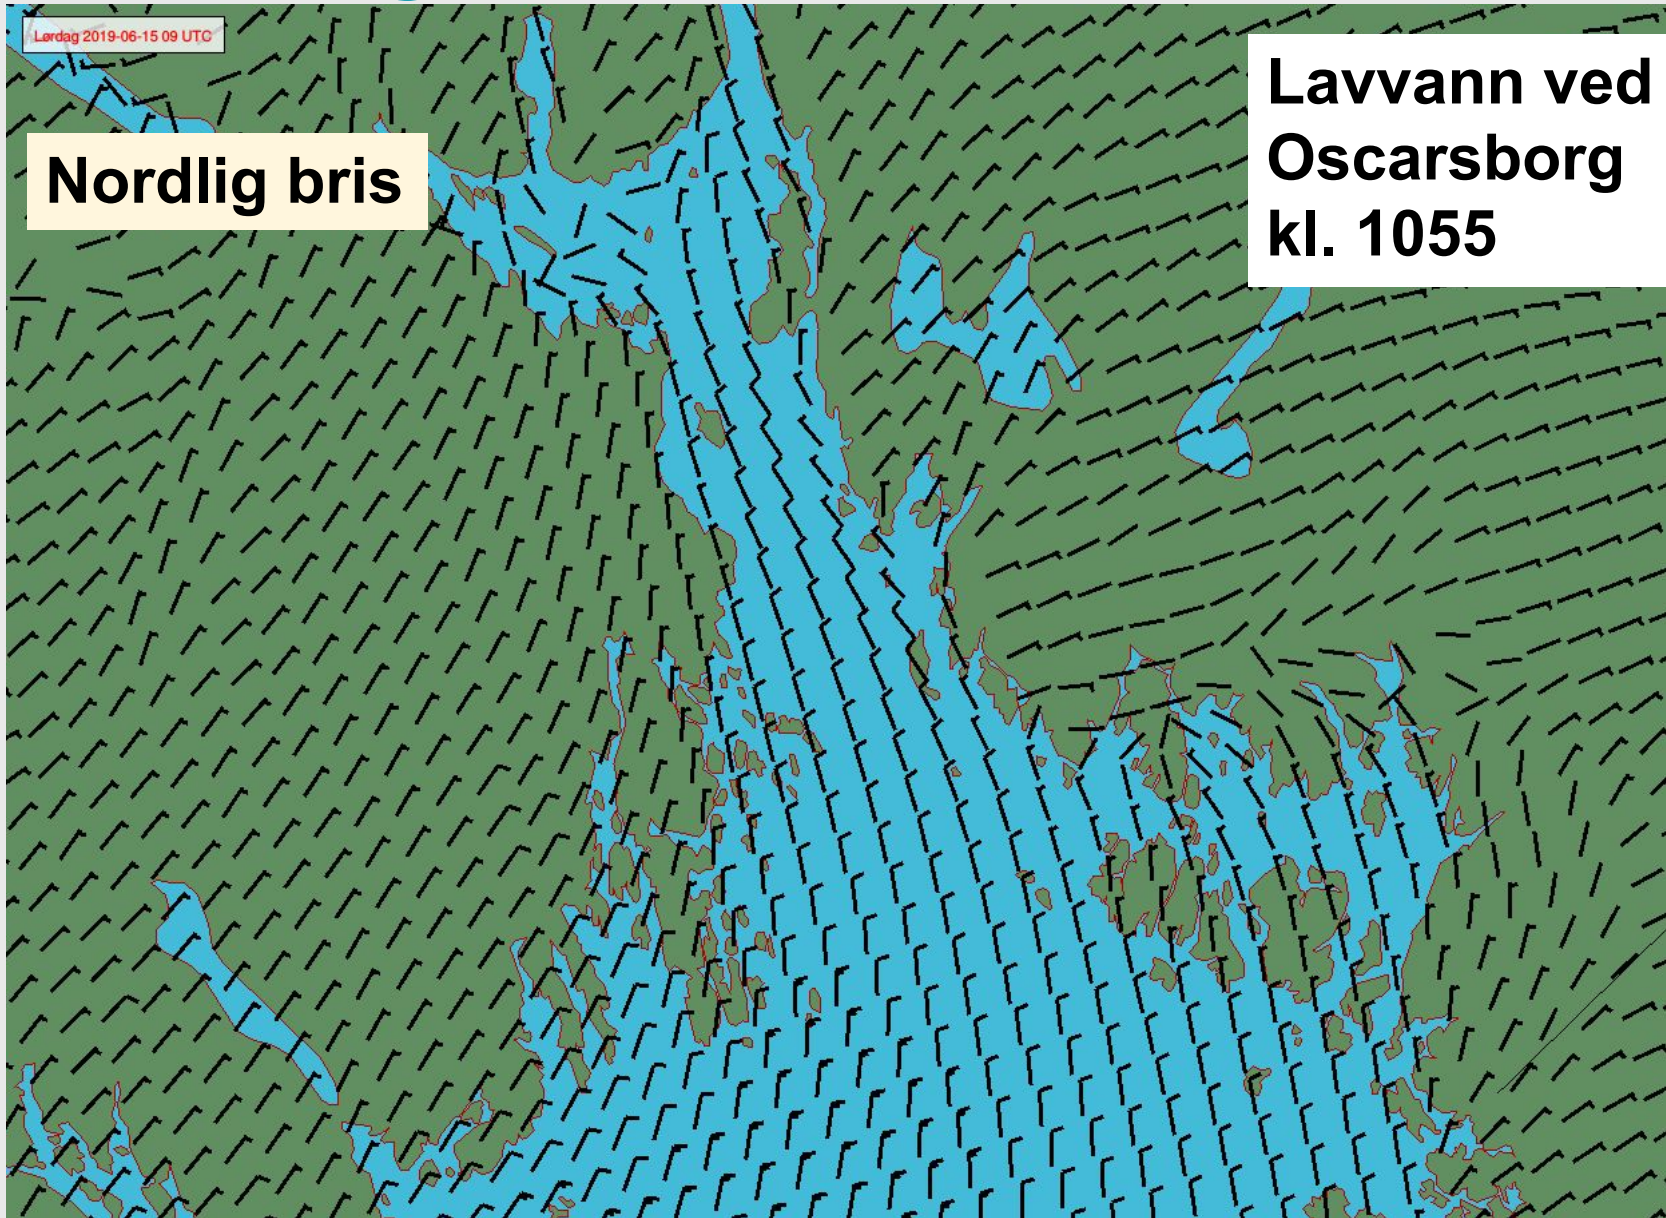 Lørdag 2019-06-15 09 UTC
Nordlig bris
Lavvann ved
Oscarsborg
kl. 1055